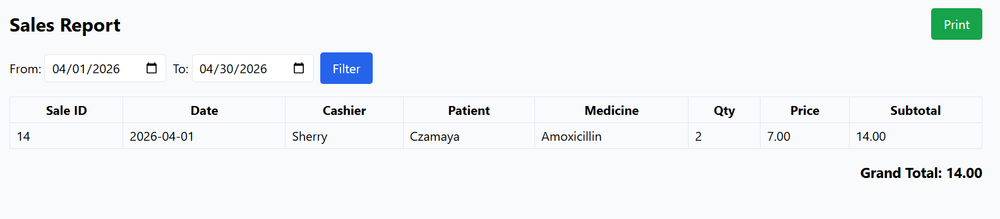 Sales Report
Print
From: 04/01/2026 To: 04/30/2026 Filter
Sale ID Date Cashier Patient Medicine Qty Price Subtotal
14 2026-04-01 Sherry Czamaya Amoxicillin 2 7.00 14.00
Grand Total: 14.00